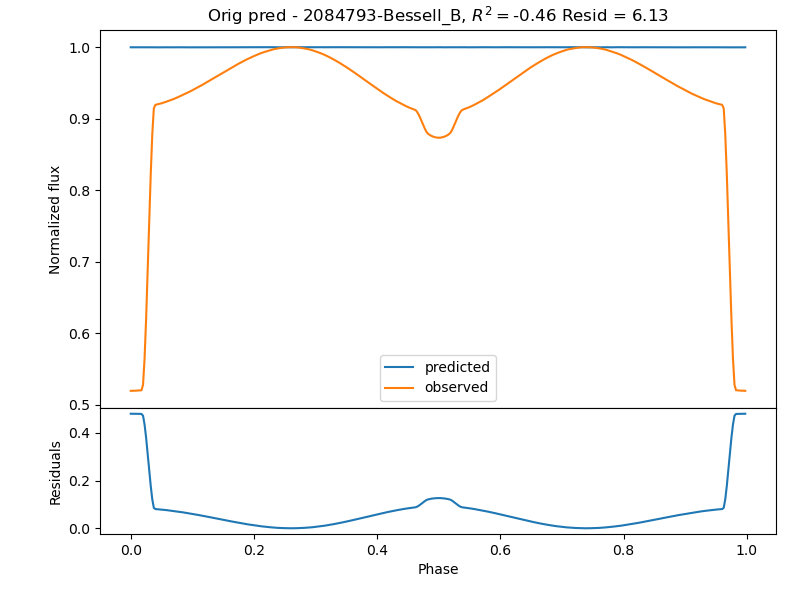 Orig pred - 2084793-Bessell_B, R² = -0.46 Resid = 6.13
Normalized flux
1.0
0.9
0.8
0.7
0.6
0.5
predicted
observed
Residuals
0.4
0.2
0.0
0.0 0.2 0.4 0.6 0.8 1.0
Phase